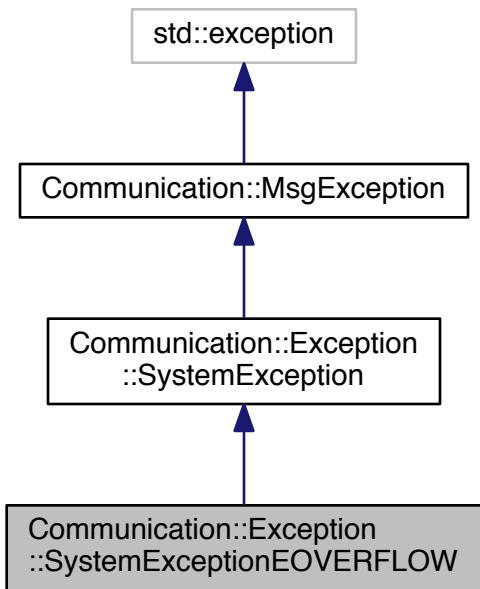 std::exception
Communication::MsgException
Communication::Exception
::SystemException
Communication::Exception
::SystemExceptionEOVERFLOW